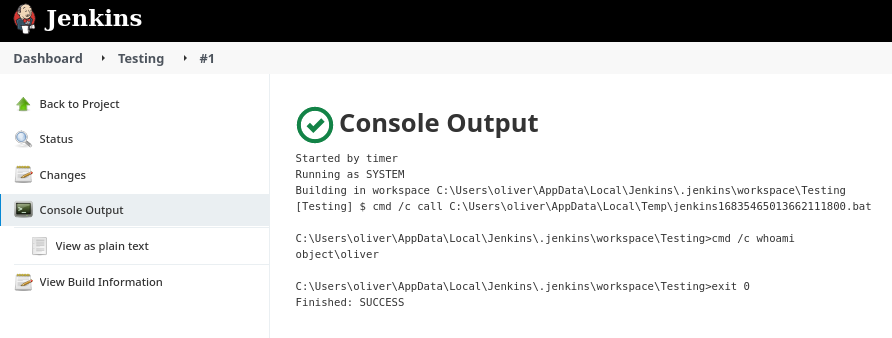 Jenkins
Dashboard
Testing
#1
Back to Project
Status
Changes
Console Output
View as plain text
View Build Information
Console Output
Started by timer
Running as SYSTEM
Building in workspace C:\Users\oliver\AppData\Local\Jenkins\.jenkins\workspace\Testing
[Testing] $ cmd /c call C:\Users\oliver\AppData\Local\Temp\jenkins16835465013662111800.bat
C:\Users\oliver\AppData\Local\Jenkins\.jenkins\workspace\Testing>cmd /c whoami
object\oliver
C:\Users\oliver\AppData\Local\Jenkins\.jenkins\workspace\Testing>exit 0
Finished: SUCCESS